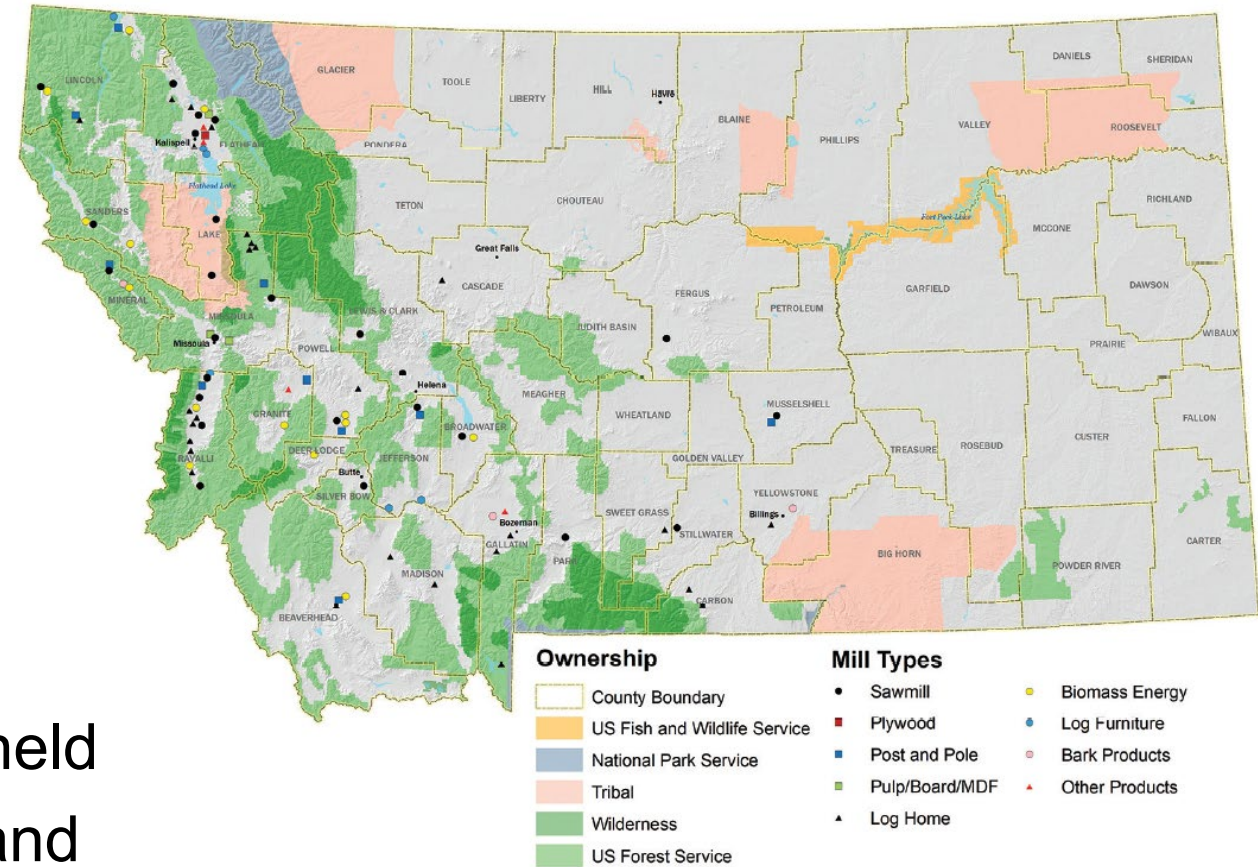 LINCOLN
GLACIER
TOOLE
LIBERTY
HILL
Havre
BLAINE
PHILLIPS
VALLEY
DANIELS
SHERIDAN
ROOSEVELT
Kalispell
FLATHEAD
PONDERA
Flathead Lake
SANDERS
LAKE
TETON
CHOUTEAU
Fort Peck Lake
MCCONE
RICHLAND
MINERAL
Great Falls
CASCADE
FERGUS
GARFIELD
DAWSON
MISSOULA
LEWIS & CLARK
JUDITH BASIN
PETROLEUM
PRAIRIE
WIBAUX
Missoula
POWELL
Helena
MEAGHER
WHEATLAND
MUSSELSHELL
GRANITE
BROADWATER
TREASURE
ROSEBUD
CUSTER
FALLON
RAVALLI
DEER LODGE
JEFFERSON
GOLDEN VALLEY
Butte
SILVER BOW
YELLOWSTONE
SWEET GRASS
Billings
Bozeman
GALLATIN
PARK
STILLWATER
BIG HORN
CARTER
MADISON
POWDER RIVER
CARBON
BEAVERHEAD
Ownership
County Boundary
US Fish and Wildlife Service
National Park Service
Tribal
Wilderness
US Forest Service
Mill Types
Sawmill
Plywood
Post and Pole
Pulp/Board/MDF
Log Home
Biomass Energy
Log Furniture
Bark Products
Other Products
held
and